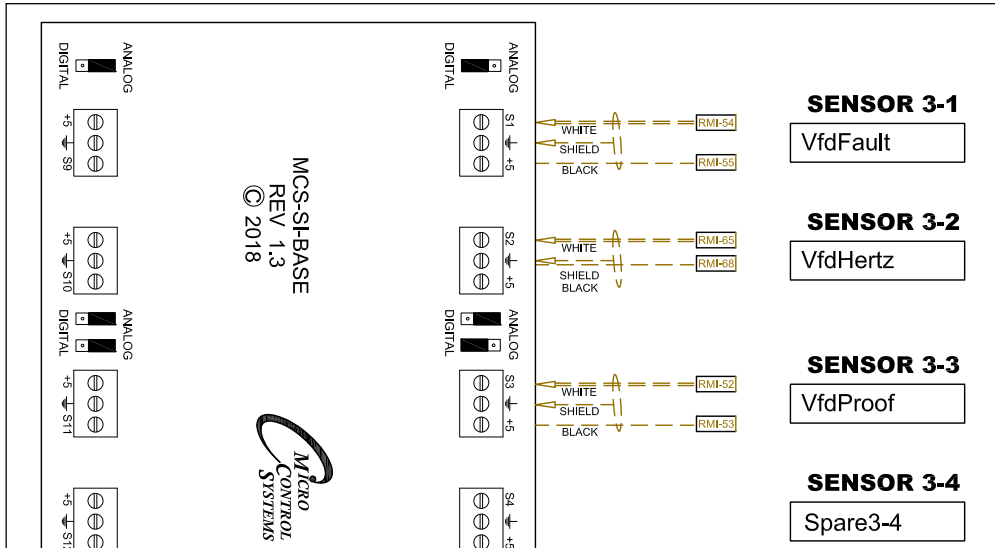 ANALOG
DIGITAL
+5
S9
+5
S10
ANALOG
DIGITAL
+5
S11
+5
MCS-SI-BASE
REV 1.3
© 2018
MICRO
CONTROL
SYSTEMS
ANALOG
DIGITAL
S1
+5
S2
+5
ANALOG
DIGITAL
S3
+5
S4
+5
WHITE
SHIELD
BLACK
RMI-54
RMI-55
WHITE
SHIELD
BLACK
RMI-65
RMI-68
WHITE
SHIELD
BLACK
RMI-52
RMI-53
SENSOR 3-1
VfdFault
SENSOR 3-2
VfdHertz
SENSOR 3-3
VfdProof
SENSOR 3-4
Spare3-4